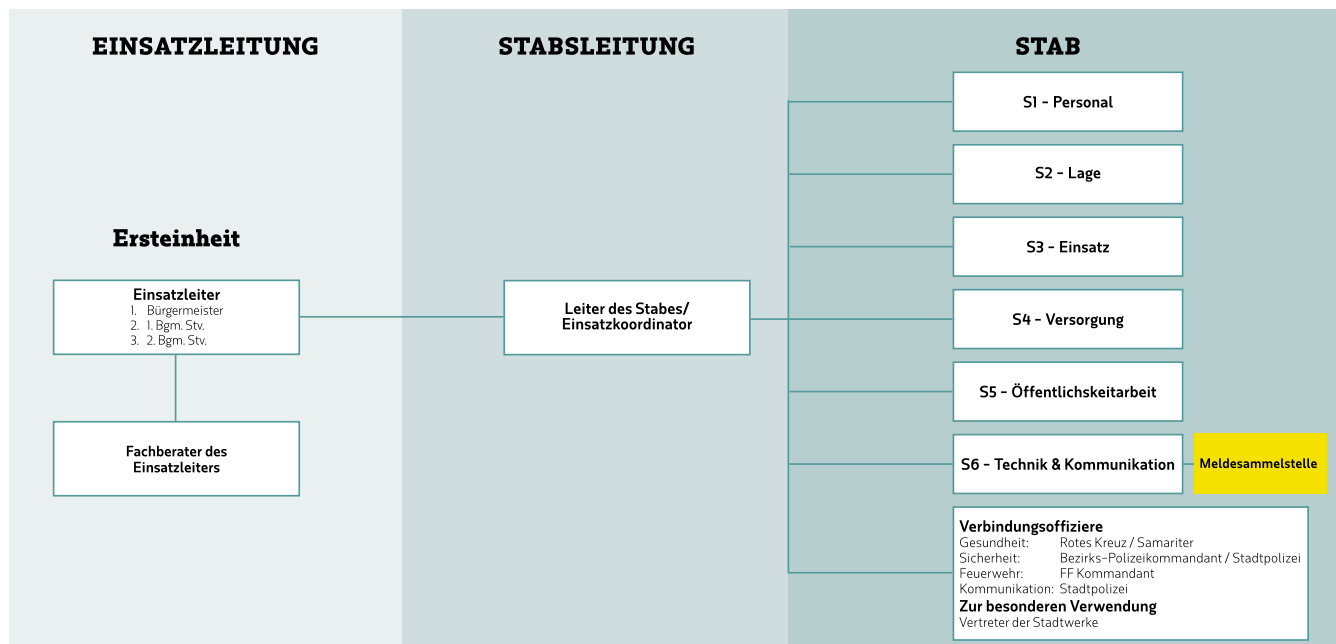 EINSATZLEITUNG
STABSLEITUNG
STAB
Ersteinheit
Einsatzleiter
1. Bürgermeister
2. 1. Bgm. Stv.
3. 2. Bgm. Stv.
Fachberater des
Einsatzleiters
Leiter des Stabes/
Einsatzkoordinator
S1 - Personal
S2 - Lage
S3 - Einsatz
S4 - Versorgung
S5 - Öffentlichskeitarbeit
S6 - Technik & Kommunikation
Meldesammelstelle
Verbindungsoffiziere
Gesundheit: Rotes Kreuz / Samariter
Sicherheit: Bezirks-Polizeikommandant / Stadtpolizei
Feuerwehr: FF Kommandant
Kommunikation: Stadtpolizei
Zur besonderen Verwendung
Vertreter der Stadtwerke